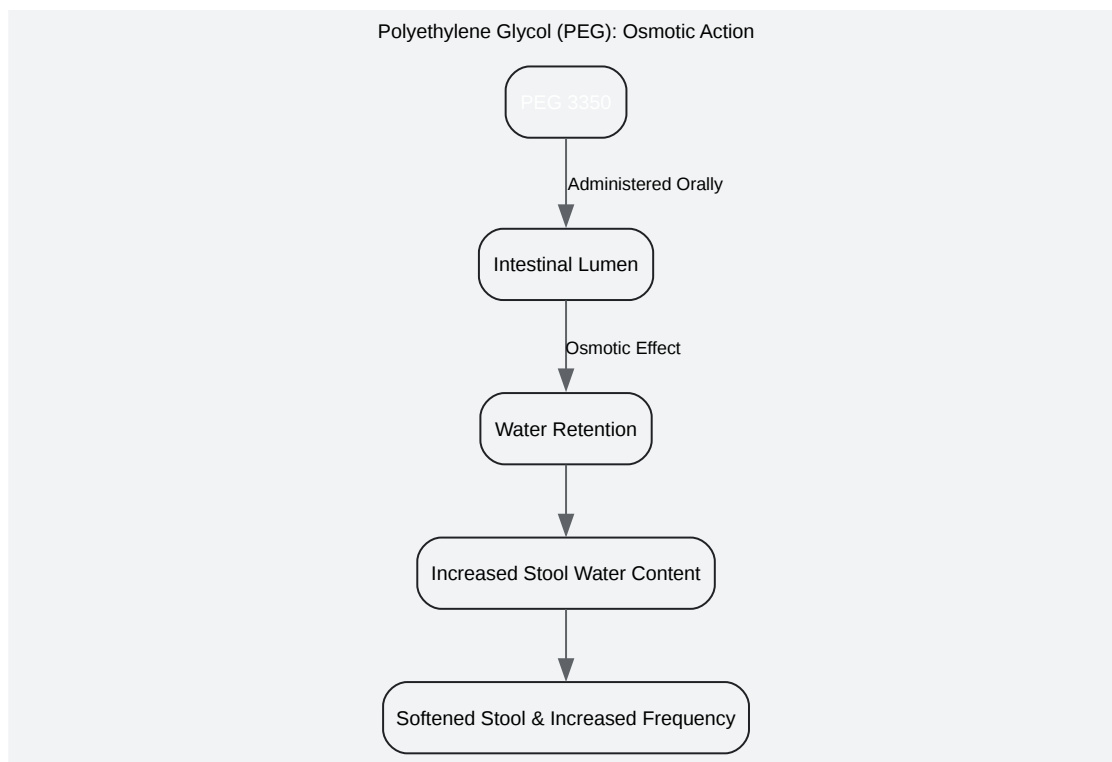 Polyethylene Glycol (PEG): Osmotic Action
PEG 3350
Administered Orally
Intestinal Lumen
Osmotic Effect
Water Retention
Increased Stool Water Content
Softened Stool & Increased Frequency